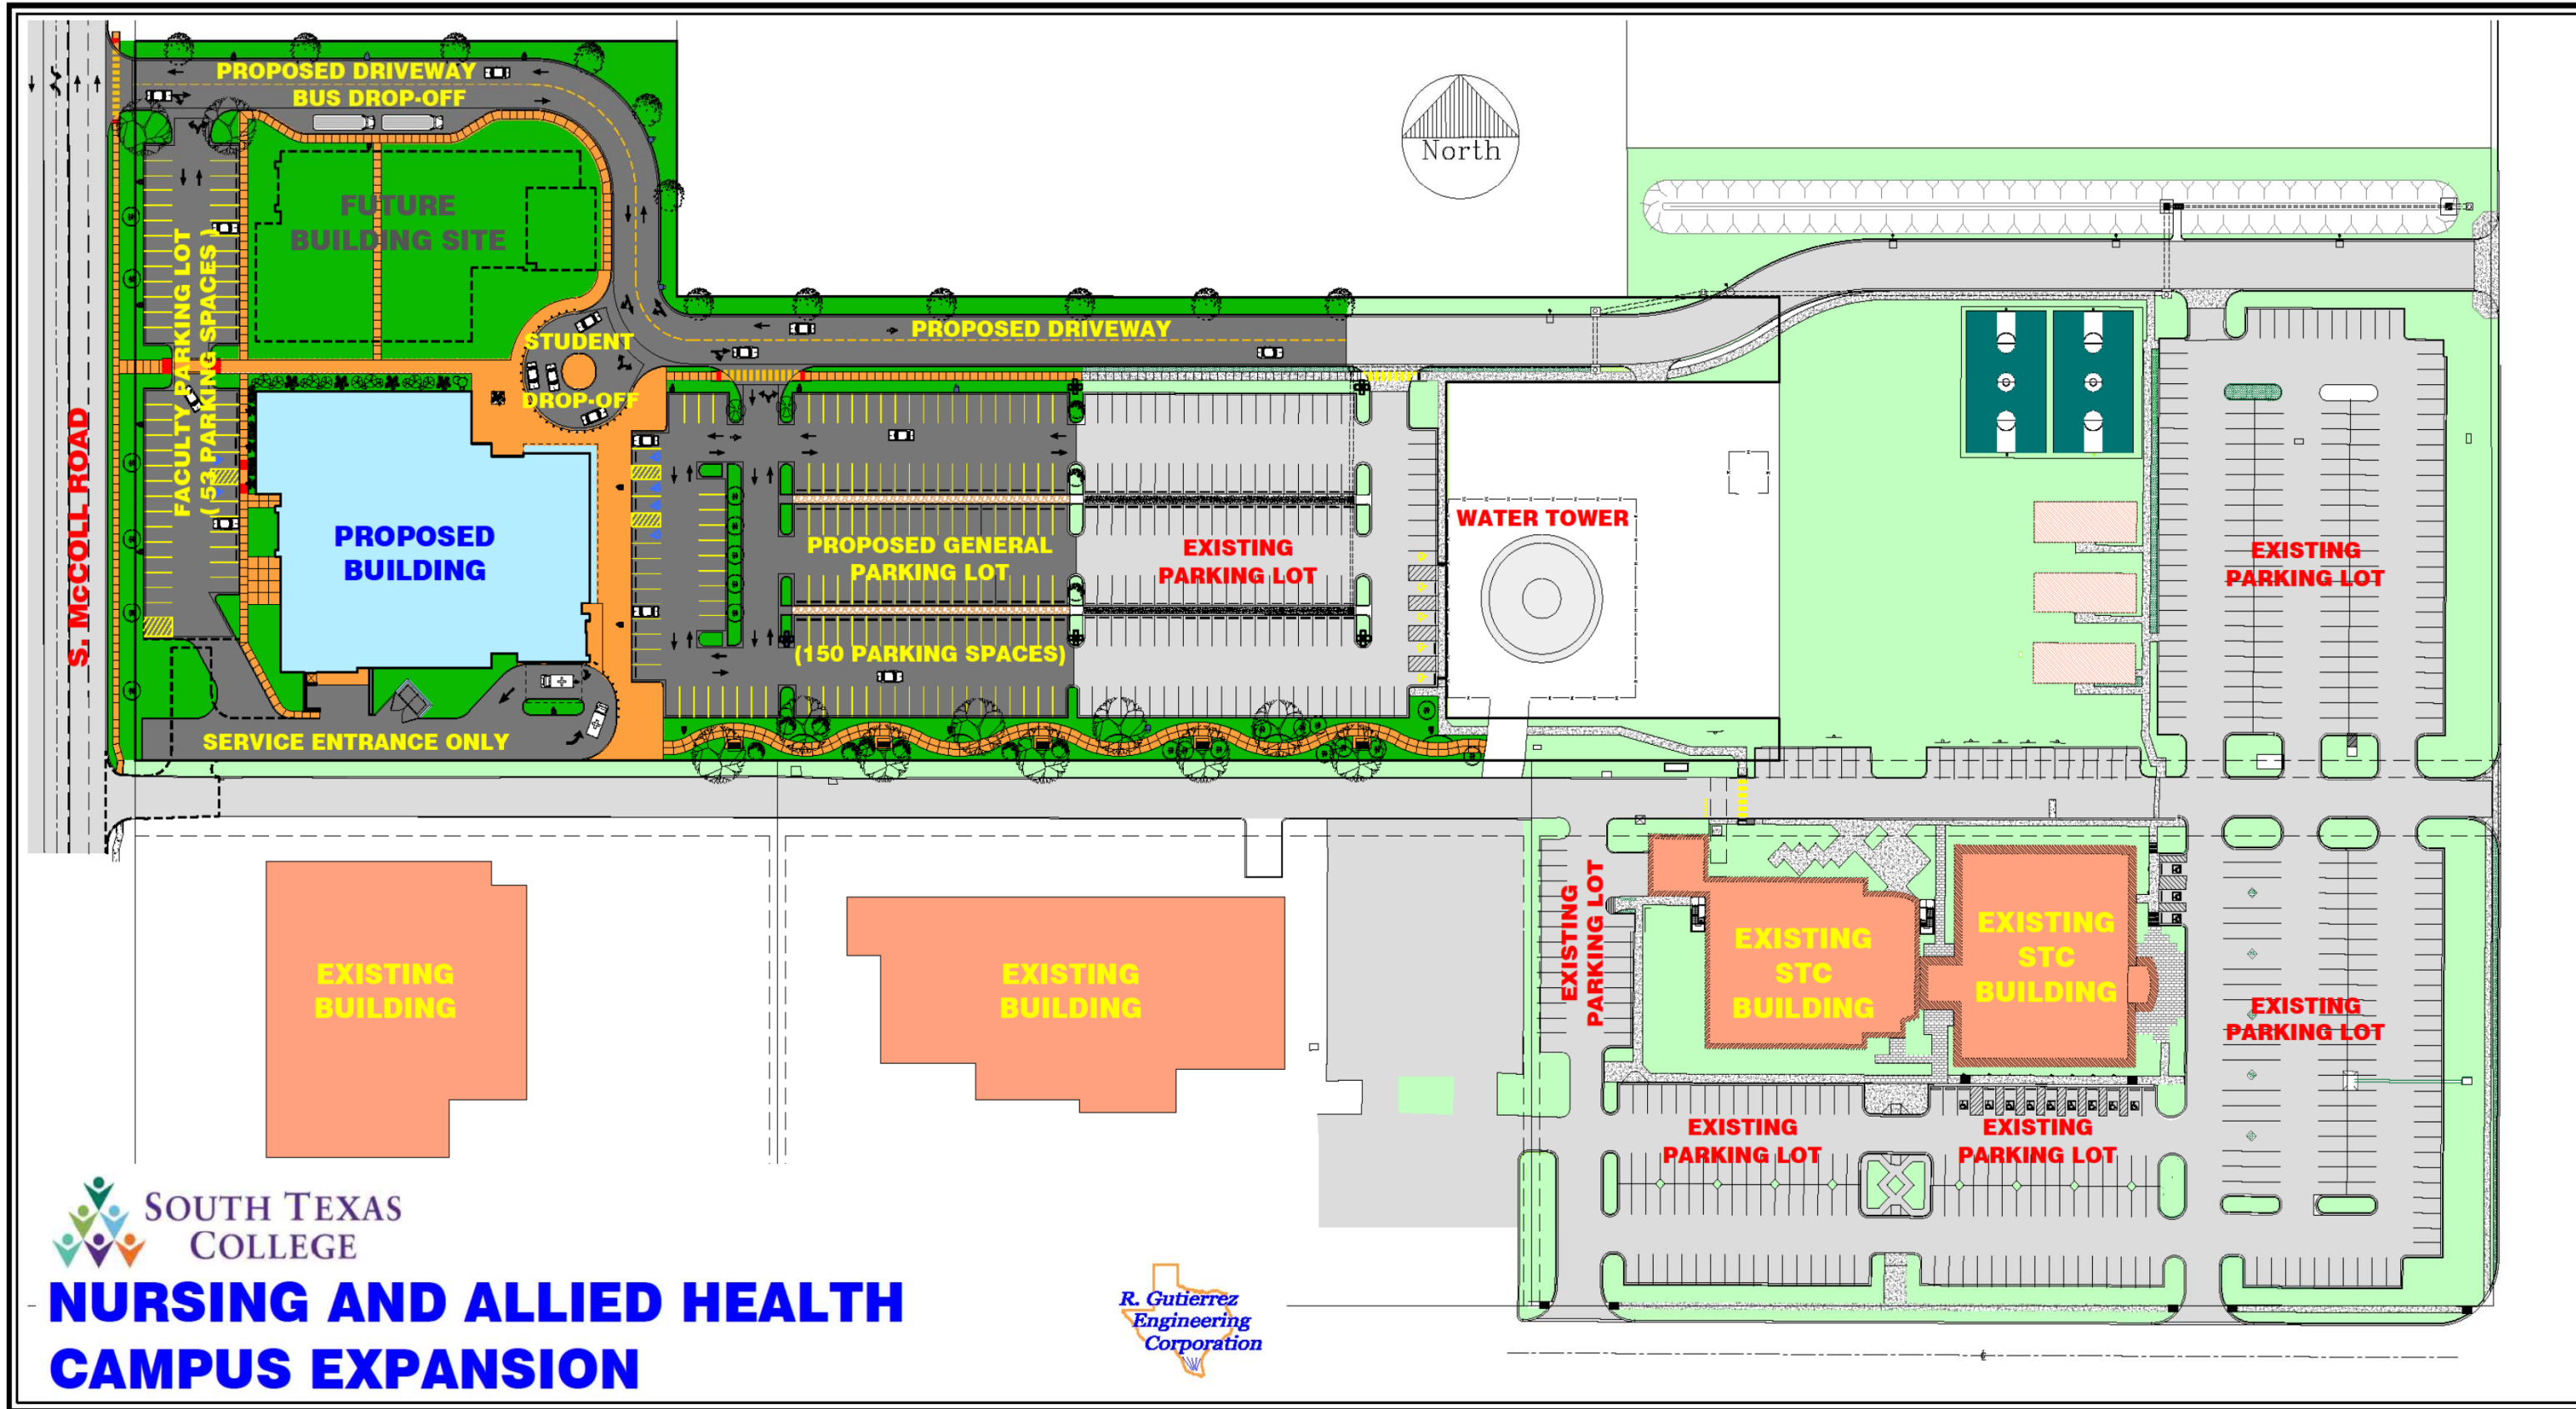 PROPOSED DRIVEWAY
BUS DROP-OFF
North
FUTURE
BUILDING SITE
FACULTY PARKING LOT
( 53 PARKING SPACES )
STUDENT
DROP-OFF
PROPOSED DRIVEWAY
S. McCOLL ROAD
PROPOSED
BUILDING
PROPOSED GENERAL
PARKING LOT
(150 PARKING SPACES)
EXISTING
PARKING LOT
WATER TOWER
EXISTING
PARKING LOT
SERVICE ENTRANCE ONLY
EXISTING
BUILDING
EXISTING
BUILDING
EXISTING
PARKING LOT
EXISTING
STC
BUILDING
EXISTING
STC
BUILDING
EXISTING
PARKING LOT
EXISTING
PARKING LOT
EXISTING
PARKING LOT
SOUTH TEXAS
COLLEGE
NURSING AND ALLIED HEALTH
CAMPUS EXPANSION
R. Gutierrez
Engineering
Corporation